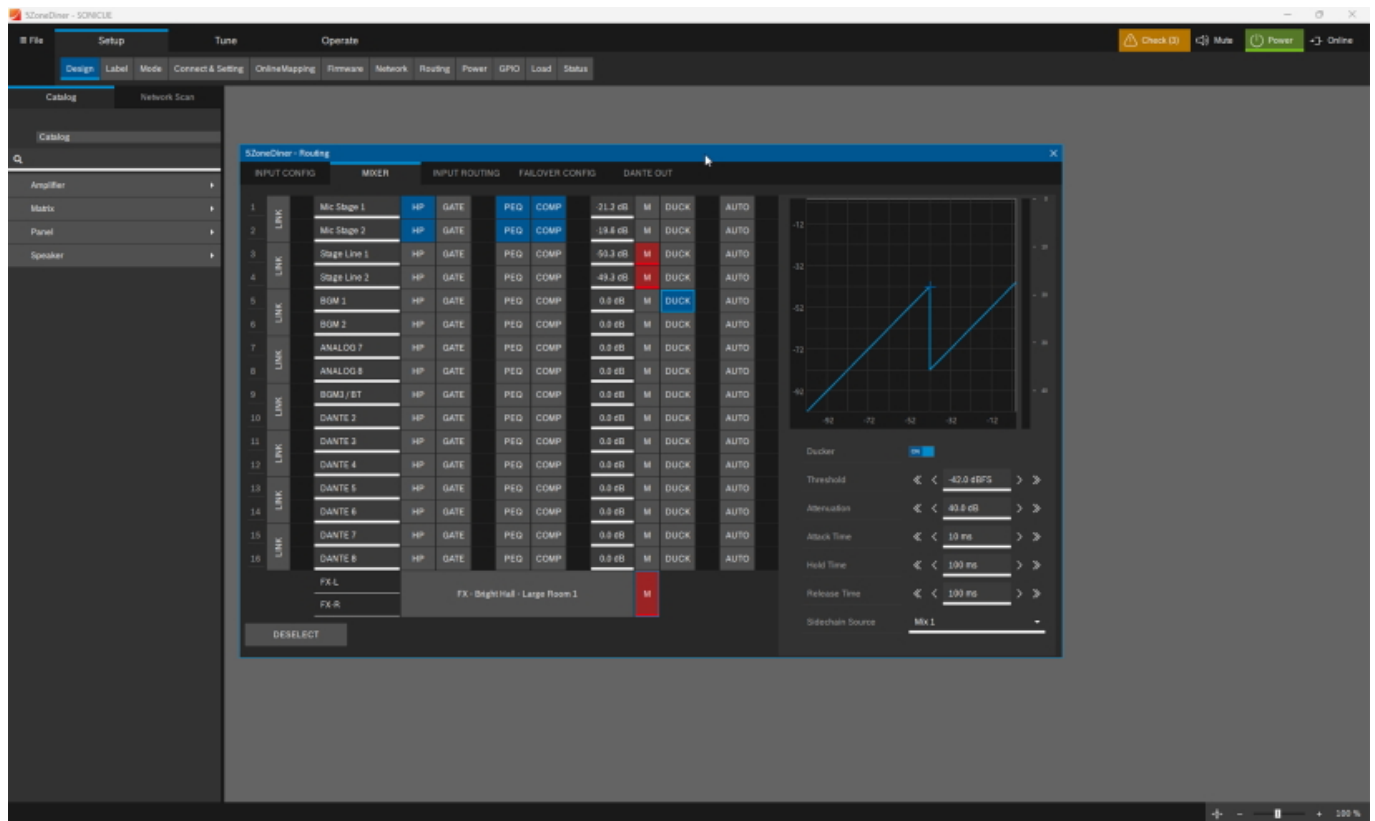 SZoneDiner - SONICUE
≡ File Setup Tune Operate Check (3) Mute Power Online
Design Label Mode Connect & Setting OnlineMapping Firmware Network Routing Power GPIO Load Status
Catalog Network Scan
Catalog
Amplifier
Matrix
Panel
Speaker
SZoneDiner - Routing
INPUT CONFIG MIXER INPUT ROUTING FAILOVER CONFIG DANTE OUT
LINK
1 Mic Stage 1 HP GATE PEQ COMP -21.3 dB M DUCK AUTO
2 Mic Stage 2 HP GATE PEQ COMP -19.6 dB M DUCK AUTO
LINK
3 Stage Line 1 HP GATE PEQ COMP -50.3 dB M DUCK AUTO
4 Stage Line 2 HP GATE PEQ COMP -49.3 dB M DUCK AUTO
LINK
5 BGM 1 HP GATE PEQ COMP 0.0 dB M DUCK AUTO
6 BGM 2 HP GATE PEQ COMP 0.0 dB M DUCK AUTO
LINK
7 ANALOG 7 HP GATE PEQ COMP 0.0 dB M DUCK AUTO
8 ANALOG 8 HP GATE PEQ COMP 0.0 dB M DUCK AUTO
LINK
9 BGM3 / BT HP GATE PEQ COMP 0.0 dB M DUCK AUTO
10 DANTE 2 HP GATE PEQ COMP 0.0 dB M DUCK AUTO
LINK
11 DANTE 3 HP GATE PEQ COMP 0.0 dB M DUCK AUTO
12 DANTE 4 HP GATE PEQ COMP 0.0 dB M DUCK AUTO
LINK
13 DANTE 5 HP GATE PEQ COMP 0.0 dB M DUCK AUTO
14 DANTE 6 HP GATE PEQ COMP 0.0 dB M DUCK AUTO
LINK
15 DANTE 7 HP GATE PEQ COMP 0.0 dB M DUCK AUTO
16 DANTE 8 HP GATE PEQ COMP 0.0 dB M DUCK AUTO
FX-L
FX-R
FX - Bright Hall - Large Room 1 M
DESELECT
-12
-32
-52
-72
-92
-92 -72 -52 -32 -12
Ducker ON
Threshold -42.0 dBFS
Attenuation 40.0 dB
Attack Time 10 ms
Hold Time 100 ms
Release Time 100 ms
Sidechain Source Mix 1
- + 100 %